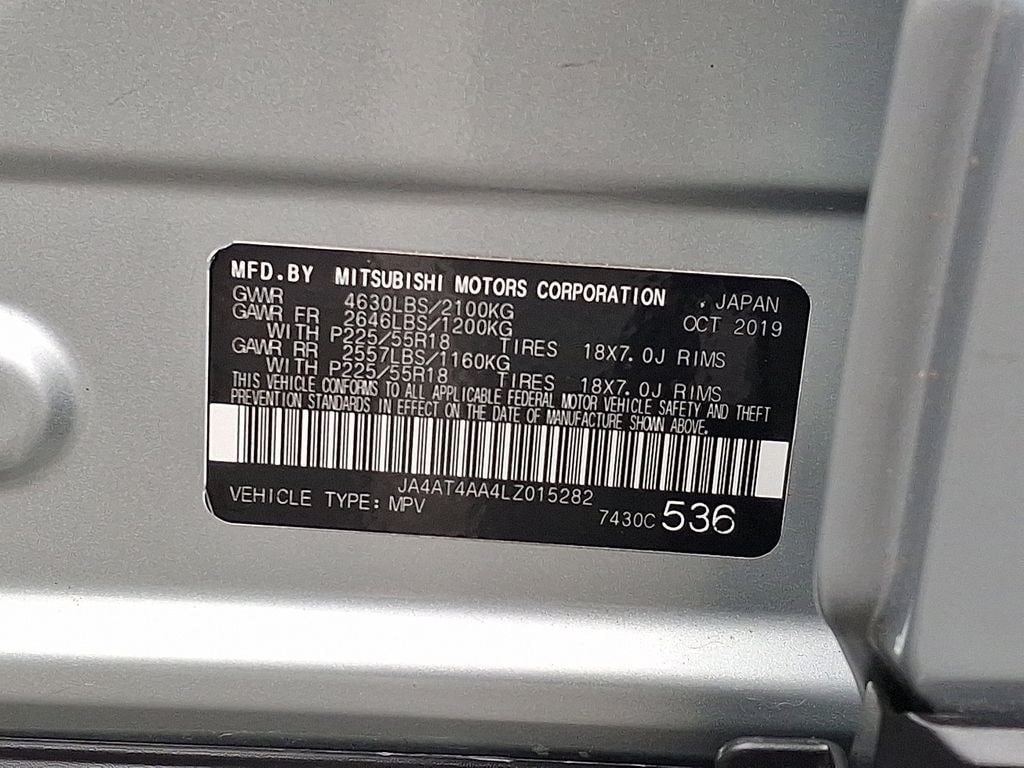 MFD.BY MITSUBISHI MOTORS CORPORATION , JAPAN
GVWR 4630LBS/2100KG OCT 2019
GAWR FR 2646LBS/1200KG
WITH P225/55R18 TIRES 18X7.0J RIMS
GAWR RR 2557LBS/1160KG
WITH P225/55R18 TIRES 18X7.0J RIMS
THIS VEHICLE CONFORMS TO ALL APPLICABLE FEDERAL MOTOR VEHICLE SAFETY AND THEFT
PREVENTION STANDARDS IN EFFECT ON THE DATE OF MANUFACTURE SHOWN ABOVE.
JA4AT4AA4LZ015282
VEHICLE TYPE: MPV 7430C 536